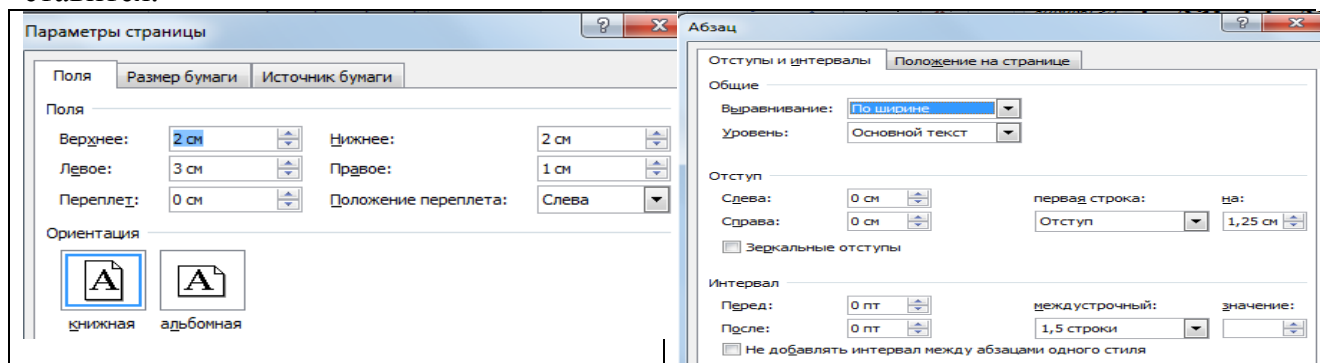 Параметры страницы
Поля Размер бумаги Источник бумаги
Поля
Верхнее: 2 см Нижнее: 2 см
Левое: 3 см Правое: 1 см
Переплет: 0 см Положение переплета: Слева
Ориентация
книжная альбомная
Абзац
Отступы и интервалы Положение на странице
Общие
Выравнивание: По ширине
Уровень: Основной текст
Отступ
Слева: 0 см первая строка: на:
Справа: 0 см Отступ 1,25 см
Зеркальные отступы
Интервал
Перед: 0 пт междустрочный: значение:
После: 0 пт 1,5 строки
Не добавлять интервал между абзацами одного стиля